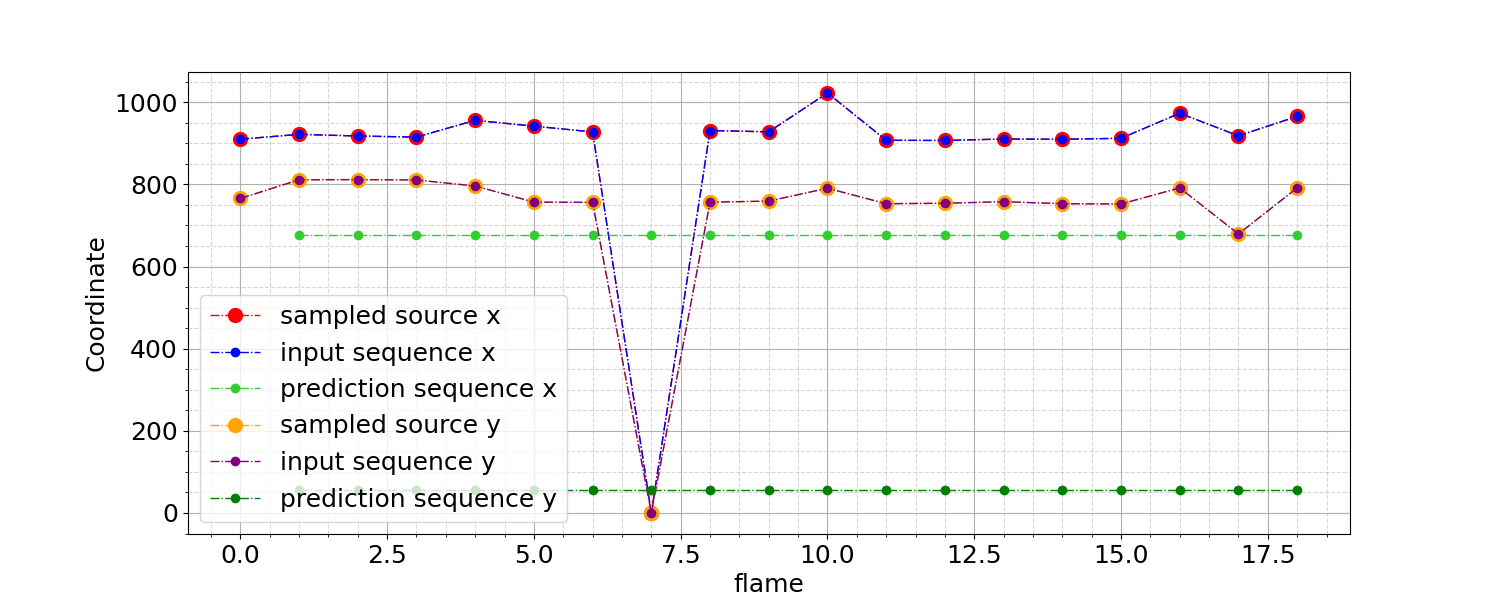 1000
800
600
400
200
0
Coordinate
sampled source x
input sequence x
prediction sequence x
sampled source y
input sequence y
prediction sequence y
0.0 2.5 5.0 7.5 10.0 12.5 15.0 17.5
flame